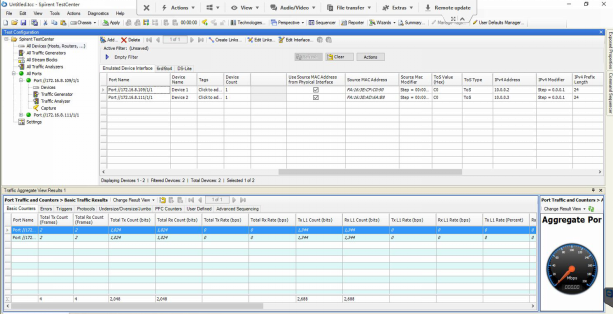 Untitled.tcc - Spirent TestCenter
Actions View Audio/Video File transfer Extras Remote update
File Edit View Tools Actions Diagnostics Window Help
Chassis Apply 00:00:00 Technologies.. Perspective Sequencer Reporter Wizards Summary.. User Defaults Manager..
Test Configuration
Spirent TestCenter
All Devices (Hosts, Routers, ...)
All Traffic Generators
All Stream Blocks
All Traffic Analyzers
All Ports
Port //172.16.8.109/1/1
Devices
Traffic Generator
Traffic Analyzer
Capture
Port //172.16.8.111/1/1
Settings
Add.. Delete 1 of 1 Create Links.. Edit Links.. Edit Interface..
Active Filter: (Unsaved)
Empty Filter Clear Actions
Emulated Device Interface DS-Lite
Port Name Device Name Tags Device Count Use Source MAC Address from Physical Interface Source MAC Address Source Mac Modifier ToS Value (Hex) ToS Type IPv4 Address IPv4 Modifier IPv4 Prefix Length
Port //172.16.8.109/1/1 Device 1 Click to ad... 1 Step = 00:00... C0 ToS 10.0.0.2 Step = 0.0.0.1 24
Port //172.16.8.111/1/1 Device 2 Click to ad... 1 Step = 00:00... C0 ToS 10.0.0.3 Step = 0.0.0.1 24
Displaying Devices 1 - 2 | Filtered Devices: 2 | Total Devices: 2 | Selected 1 of 2
Exposed Properties
Command Sequencer
Traffic Aggregate View Results 1
Port Traffic and Counters > Basic Traffic Results Change Result View 1 of 1
Basic Counters Errors Triggers Protocols Undersize/Oversize/Jumbo PFC Counters User Defined Advanced Sequencing
Port Name Total Tx Count (Frames) Total Rx Count (Frames) Total Tx Count (bits) Total Rx Count (bits) Total Tx Rate (bps) Total Rx Rate (bps) Tx L1 Count (bits) Rx L1 Count (bits) Tx L1 Rate (bps) Rx L1 Rate (bps) Tx L1 Rate (Percent)
Port //172.. 2 2 1,024 1,024 0 0 1,344 1,344 0 0 0
Port //172.. 2 2 1,024 1,024 0 0 1,344 1,344 0 0 0
4 4 2,048 2,048 2,688 2,688
Port Traffic and Counters > A
Change Result View
Aggregate Por
Mbps